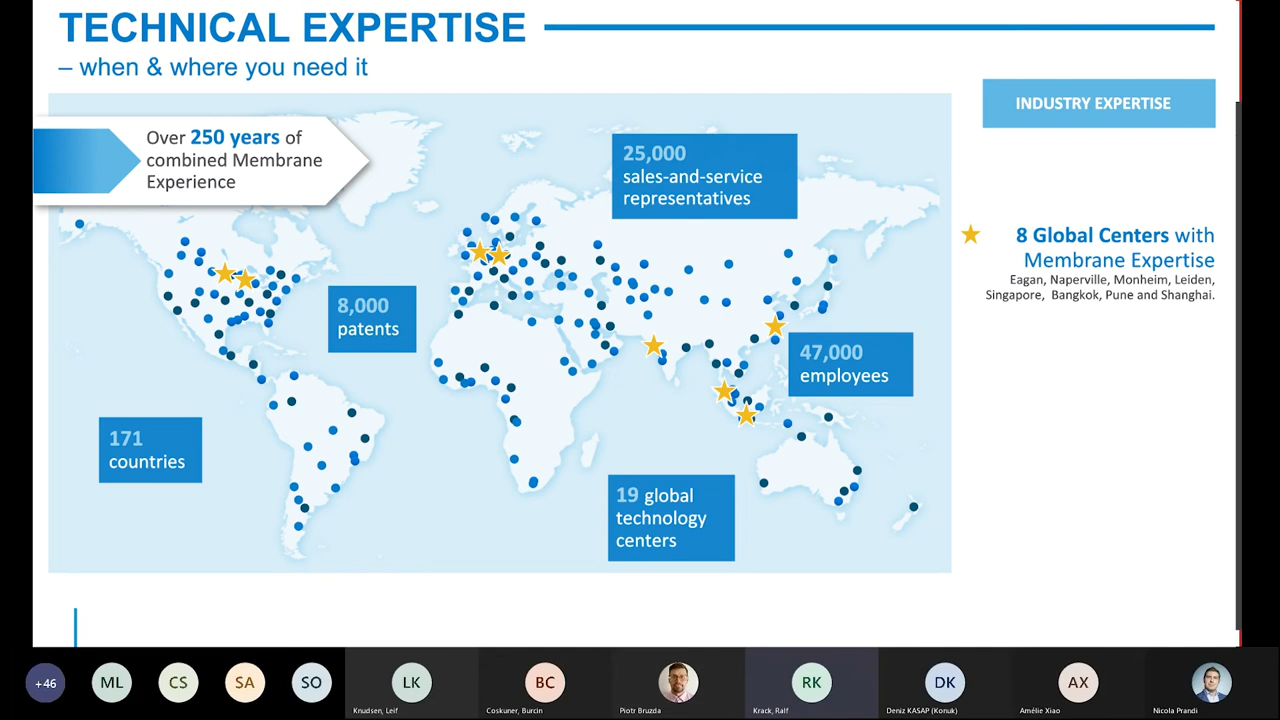 TECHNICAL EXPERTISE
– when & where you need it
INDUSTRY EXPERTISE
Over 250 years of
combined Membrane
Experience
25,000
sales-and-service
representatives
8 Global Centers with
Membrane Expertise
Eagan, Naperville, Monheim, Leiden,
Singapore, Bangkok, Pune and Shanghai.
8,000
patents
47,000
employees
171
countries
19 global
technology
centers
+46
ML
CS
SA
SO
LK
BC
RK
DK
AX
Knudsen, Leif
Coskuner, Burcin
Piotr Bruzda
Krack, Ralf
Deniz KASAP (Konuk)
Amélie Xiao
Nicola Prandi